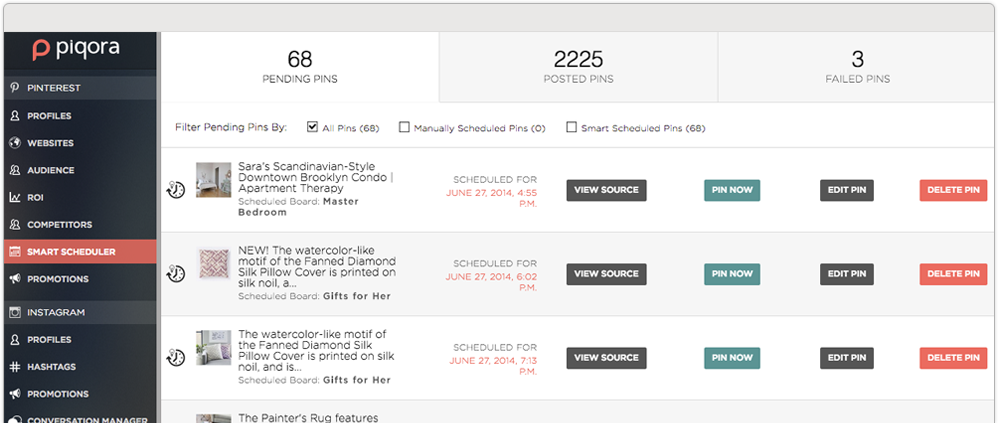 piqora
68
2225
3
PENDING PINS
POSTED PINS
FAILED PINS
PINTEREST
PROFILES
WEBSITES
AUDIENCE
ROI
COMPETITORS
SMART SCHEDULER
PROMOTIONS
INSTAGRAM
PROFILES
HASHTAGS
PROMOTIONS
CONVERSATION MANAGER
Filter Pending Pins By: All Pins (68) Manually Scheduled Pins (0) Smart Scheduled Pins (68)
Sara's Scandinavian-Style
Downtown Brooklyn Condo |
Apartment Therapy
Scheduled Board: Master
Bedroom
SCHEDULED FOR
JUNE 27, 2014, 4:55
P.M.
VIEW SOURCE
PIN NOW
EDIT PIN
DELETE PIN
NEW! The watercolor-like
motif of the Fanned Diamond
Silk Pillow Cover is printed on
silk noil, a...
Scheduled Board: Gifts for Her
SCHEDULED FOR
JUNE 27, 2014, 6:02
P.M.
VIEW SOURCE
PIN NOW
EDIT PIN
DELETE PIN
The watercolor-like motif of
the Fanned Diamond Silk
Pillow Cover is printed on silk
noil, and is...
Scheduled Board: Gifts for Her
SCHEDULED FOR
JUNE 27, 2014, 7:13
P.M.
VIEW SOURCE
PIN NOW
EDIT PIN
DELETE PIN
The Painter's Rug features